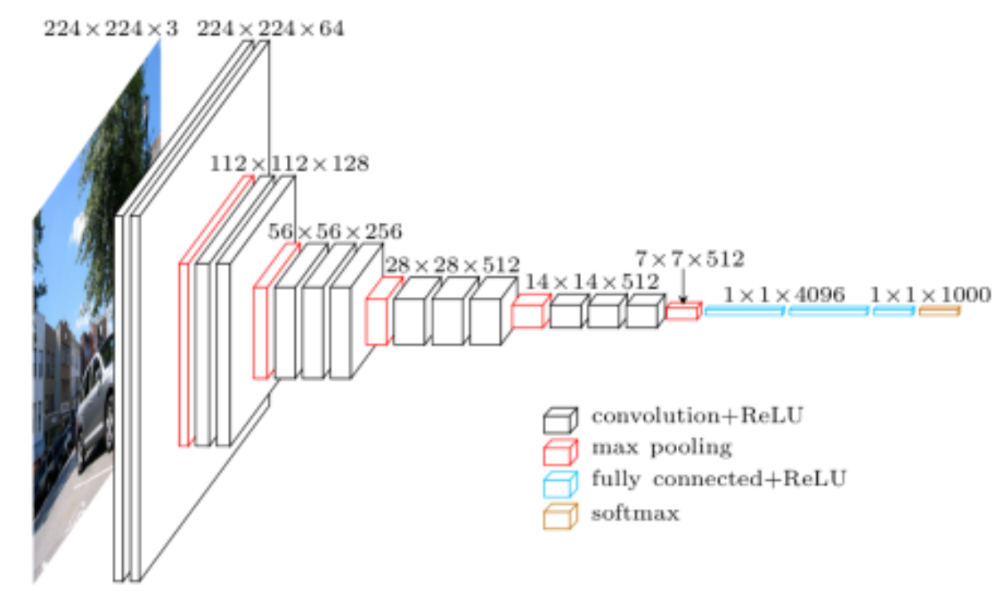 224×224×3
224×224×64
112×112×128
56×56×256
28×28×512
14×14×512
7×7×512
1×1×4096
1×1×1000
convolution+ReLU
max pooling
fully connected+ReLU
softmax